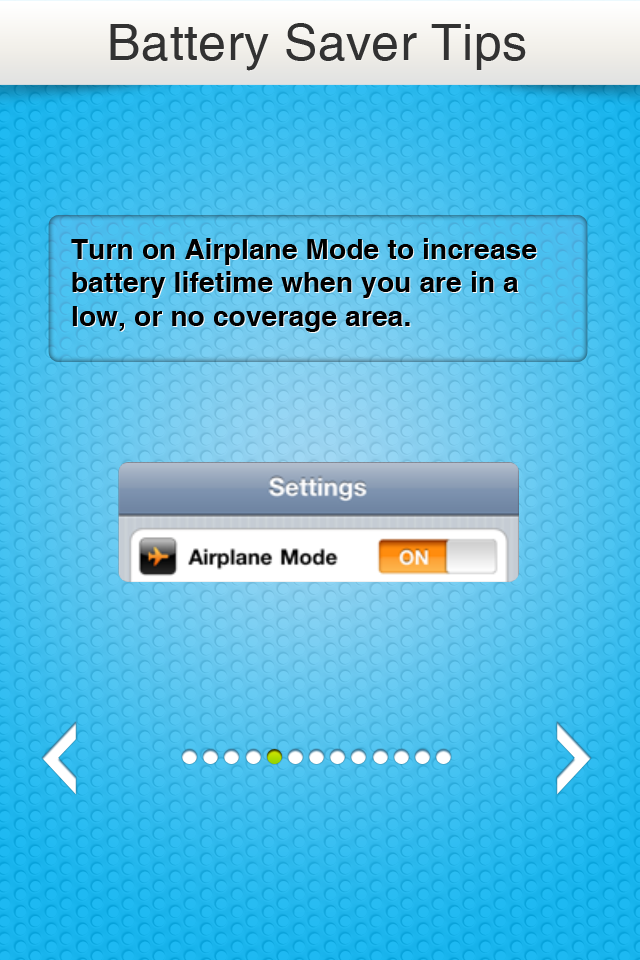 Battery Saver Tips
Turn on Airplane Mode to increase
battery lifetime when you are in a
low, or no coverage area.
Settings
Airplane Mode ON